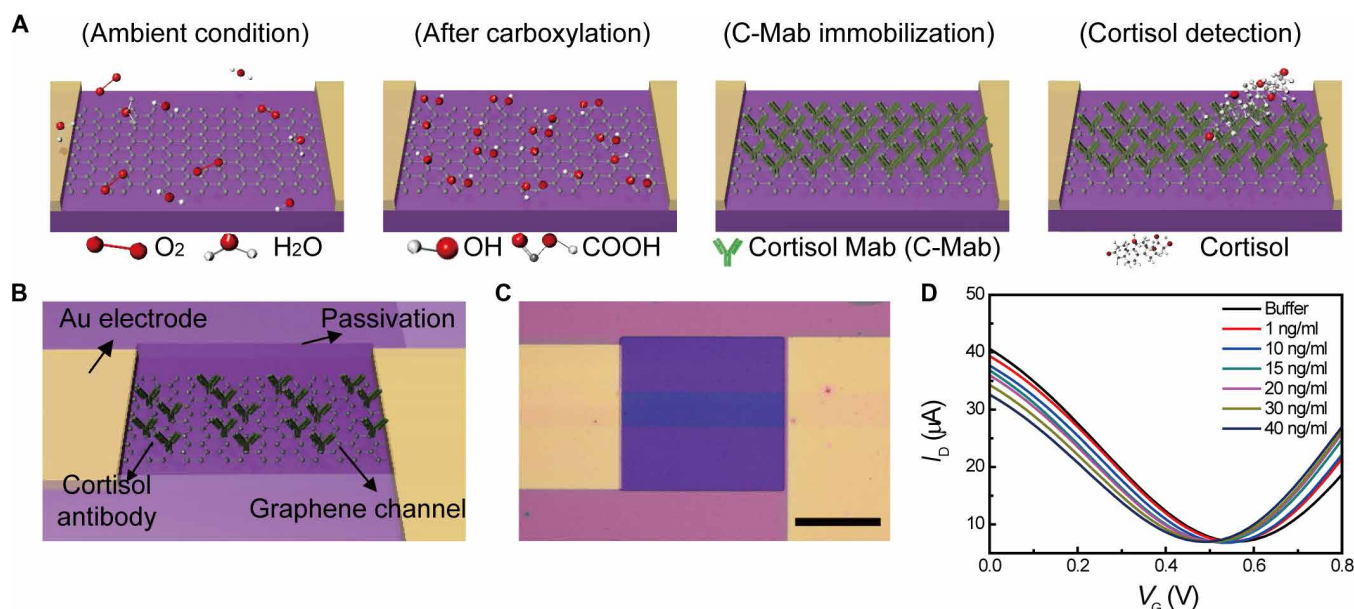 A
(Ambient condition)
(After carboxylation)
(C-Mab immobilization)
(Cortisol detection)
O2
H2O
OH
COOH
Cortisol Mab (C-Mab)
Cortisol
B
Au electrode
Passivation
Cortisol
antibody
Graphene channel
C
D
50
40
30
20
10
ID (μA)
Buffer
1 ng/ml
10 ng/ml
15 ng/ml
20 ng/ml
30 ng/ml
40 ng/ml
0.0
0.2
0.4
0.6
0.8
VG (V)